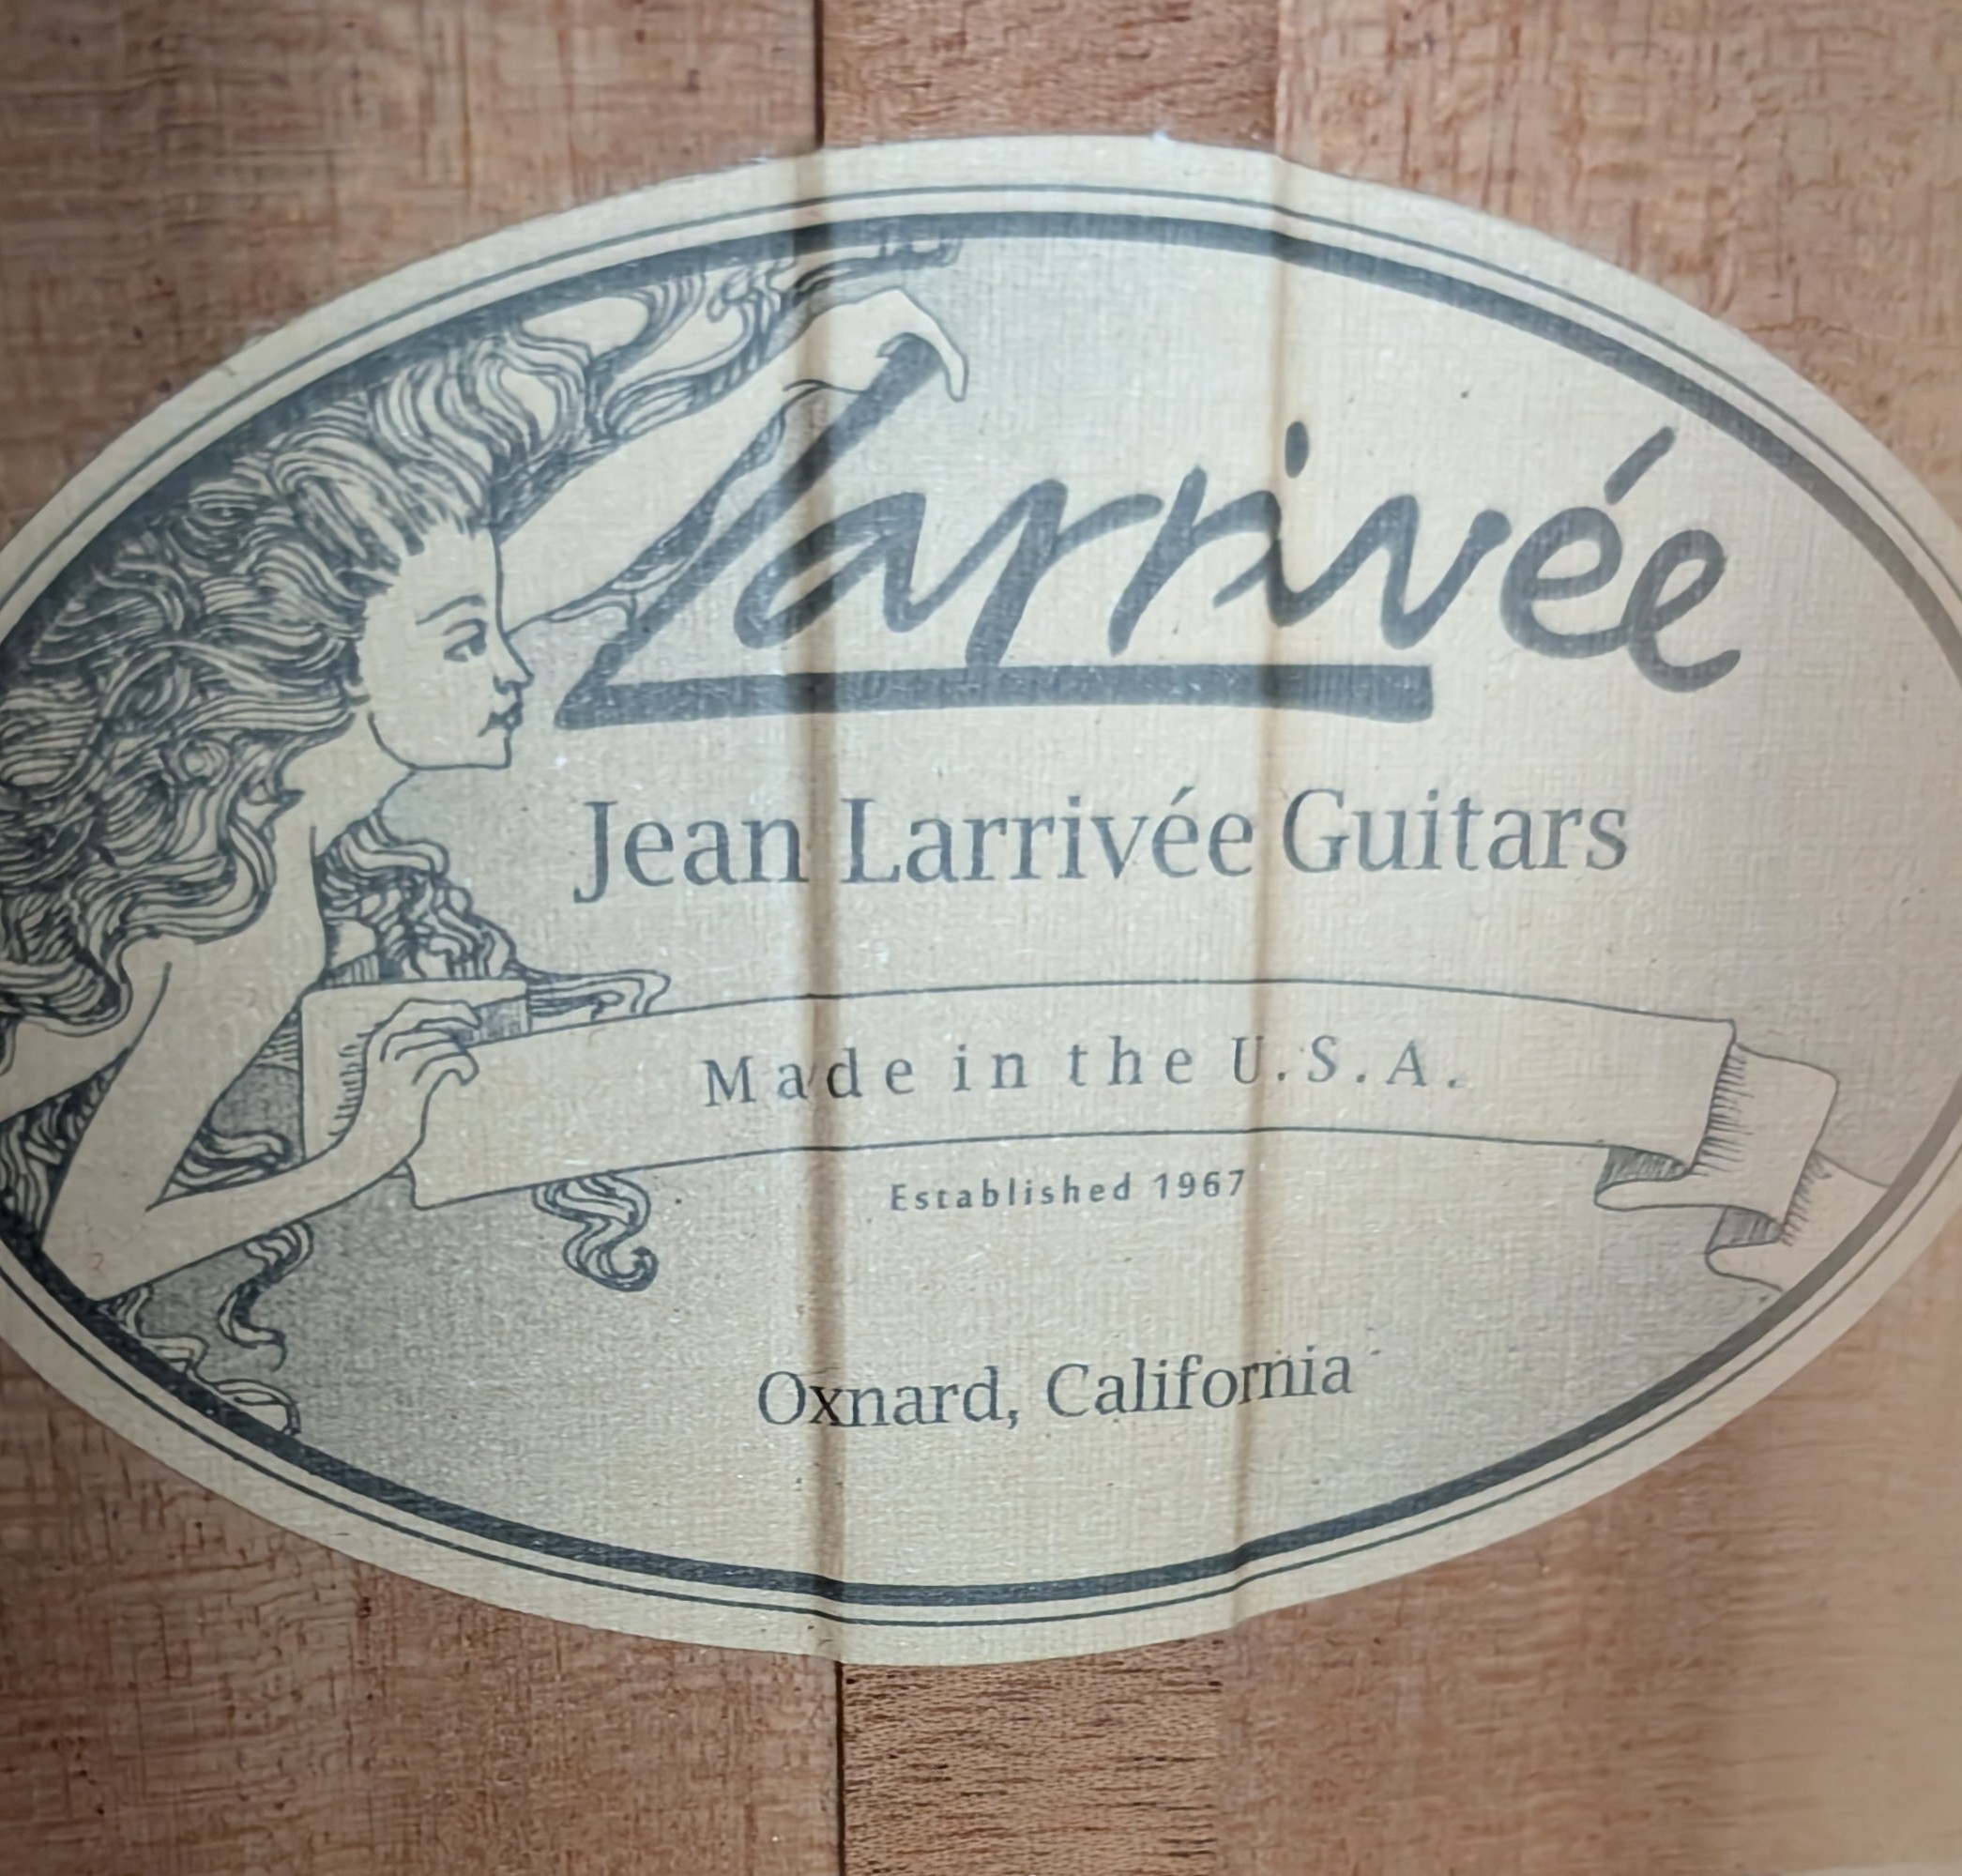 Larrivée
Jean Larrivée Guitars
Made in the U.S.A.
Established 1967
Oxnard, California